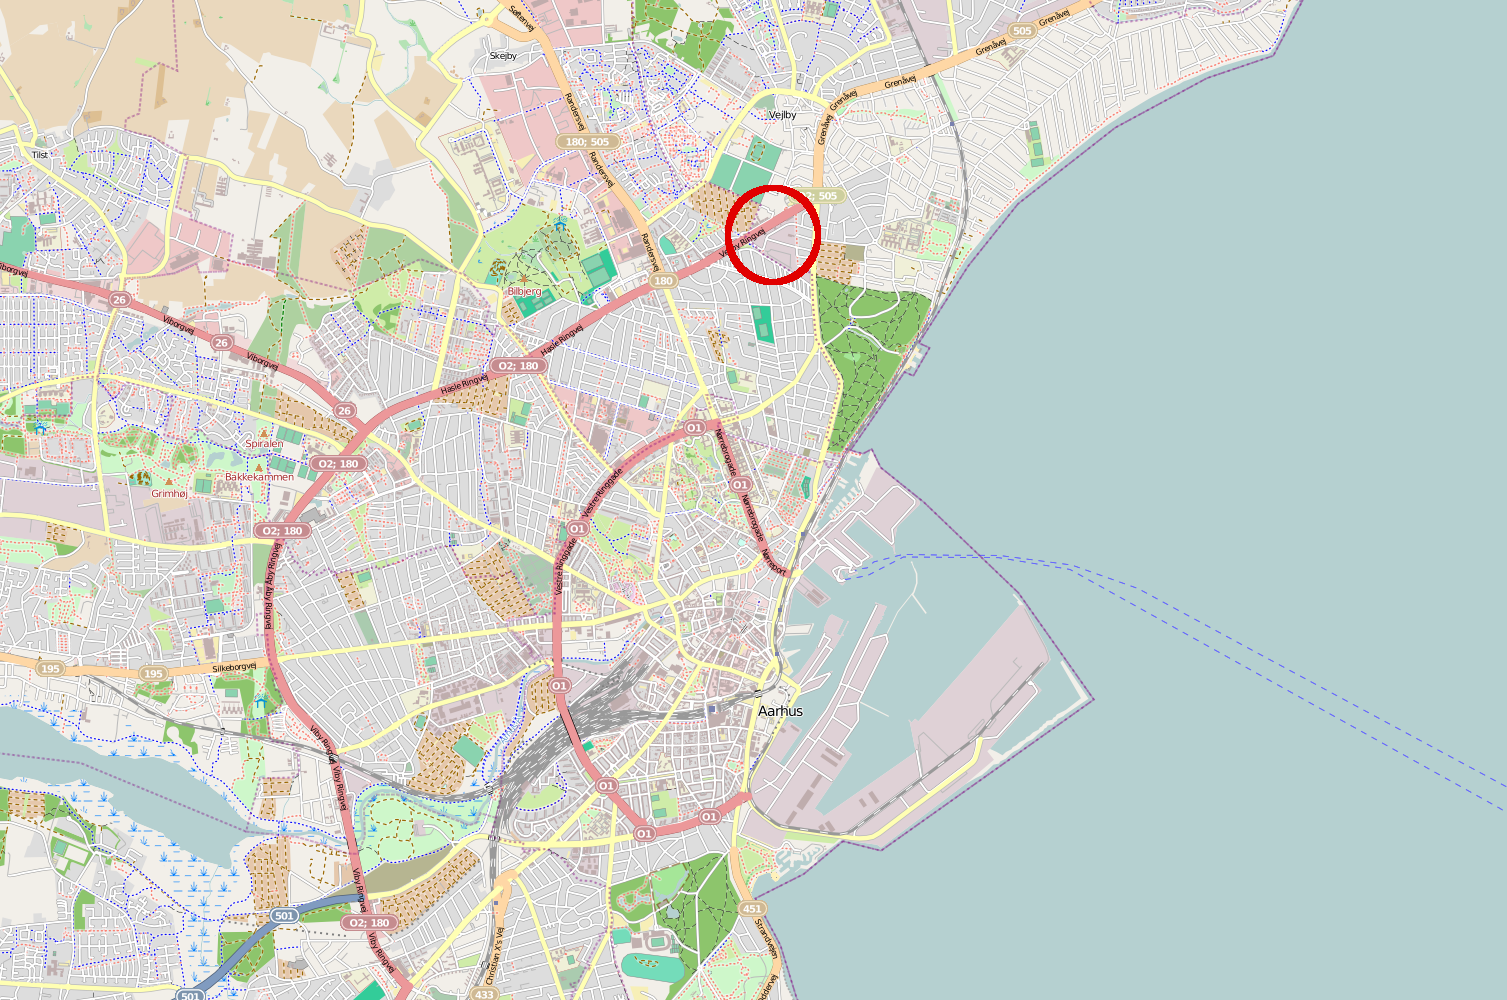 Søftenvej
Grenåvej
505
Skejby
Grenåvej
Grenåvej
Randersvej
Grenåvej
Vejlby
Grenåvej
180; 505
Tilst
Randersvej
505
Randersvej
Ringvej
180
Bilbjerg
26
Viborgvej
Hasle Ringvej
26
Viborgvej
O2; 180
Hasle Ringvej
26
O1
Nørrebrogade
Spiralen
O2; 180
Bakkekammen
Vestre Ringgade
O1
Grimhøj
Nørrebrogade
O2; 180
O1
Åby Ringvej
Vestre Ringgade
Nørreport
Åby Ringvej
195
195
Silkeborgvej
O1
Aarhus
Viby Ringvej
Viby Ringvej
O1
O1
O1
Viby Ringvej
501
O2; 180
451
Strandvejen
Viby Ringvej
Christian X's Vej
501
433